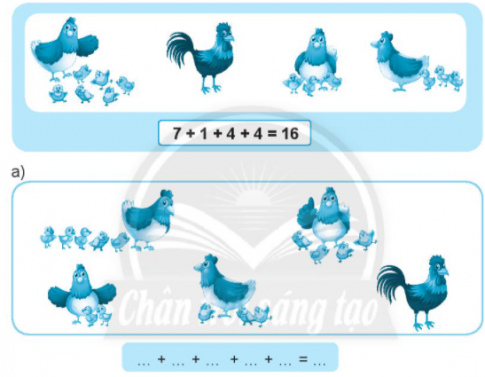 7 + 1 + 4 + 4 = 16
a)
Chân sáng tạo
... + ... + ... + ... + ... = ...